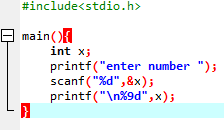 #include<stdio.h>
main(){
int x;
printf("enter number ");
scanf("%d",&x);
printf("\n%9d",x);
}